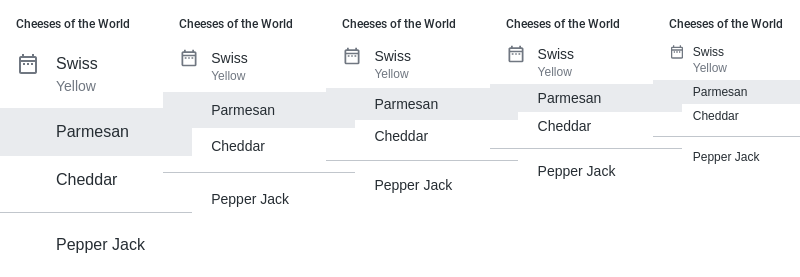 Cheeses of the World
Swiss
Yellow
Parmesan
Cheddar
Pepper Jack
Cheeses of the World
Swiss
Yellow
Parmesan
Cheddar
Pepper Jack
Cheeses of the World
Swiss
Yellow
Parmesan
Cheddar
Pepper Jack
Cheeses of the World
Swiss
Yellow
Parmesan
Cheddar
Pepper Jack
Cheeses of the World
Swiss
Yellow
Parmesan
Cheddar
Pepper Jack